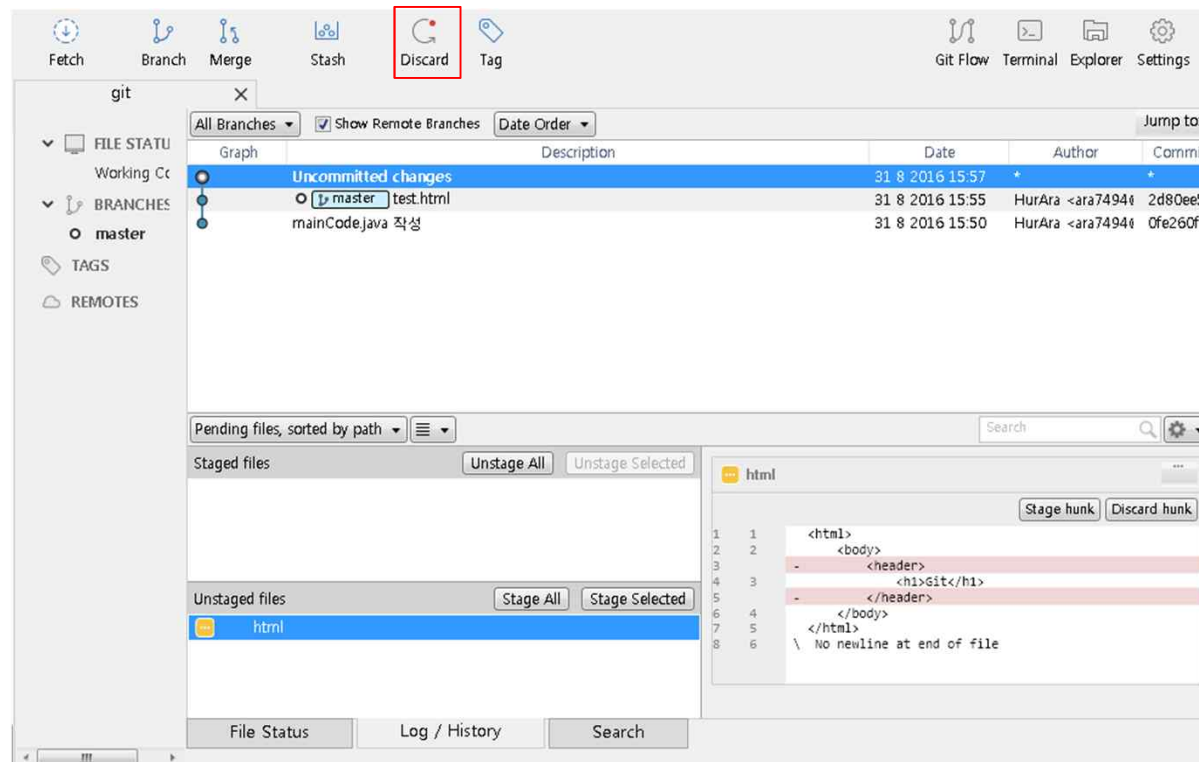 Fetch Branch Merge Stash Discard Tag Git Flow Terminal Explorer Settings
git
All Branches Show Remote Branches Date Order Jump to:
FILE STATU
Working Co
BRANCHES
master
TAGS
REMOTES
Graph Description Date Author Commi
Uncommitted changes 31 8 2016 15:57 * *
master test.html 31 8 2016 15:55 HurAra <ara74940 2d80ee5
mainCode.java 작성 31 8 2016 15:50 HurAra <ara74940 0fe260f
Pending files, sorted by path Search
Staged files Unstage All Unstage Selected
Unstaged files Stage All Stage Selected
html
html
Stage hunk Discard hunk
1 1 <html>
2 2 <body>
3 - <header>
4 3 <h1>Git</h1>
5 - </header>
6 4 </body>
7 5 </html>
8 6 \ No newline at end of file
File Status Log / History Search